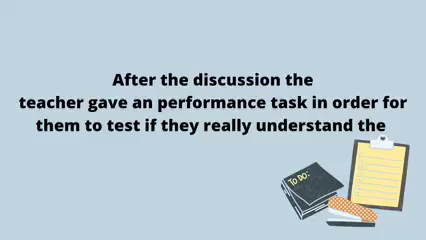 After the discussion the
teacher gave an performance task in order for
them to test if they really understand the
TO DO: